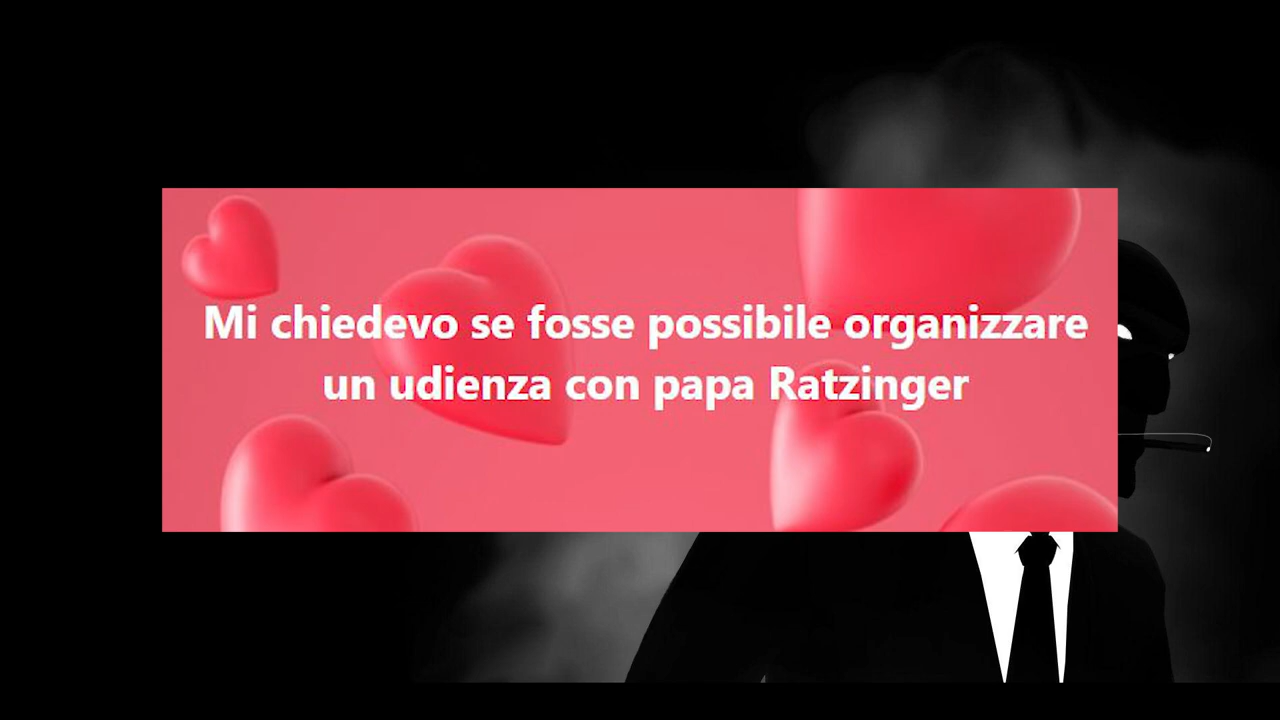 Mi chiedevo se fosse possibile organizzare
un udienza con papa Ratzinger